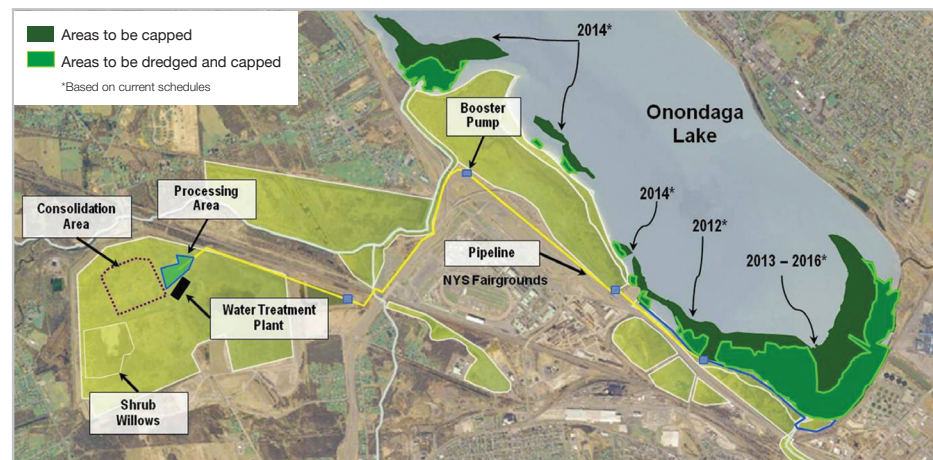 Areas to be capped
Areas to be dredged and capped
*Based on current schedules
2014*
Onondaga
Lake
Booster
Pump
Processing
Area
Consolidation
Area
2014*
2012*
Pipeline
2013 – 2016*
NYS Fairgrounds
Water Treatment
Plant
Shrub
Willows